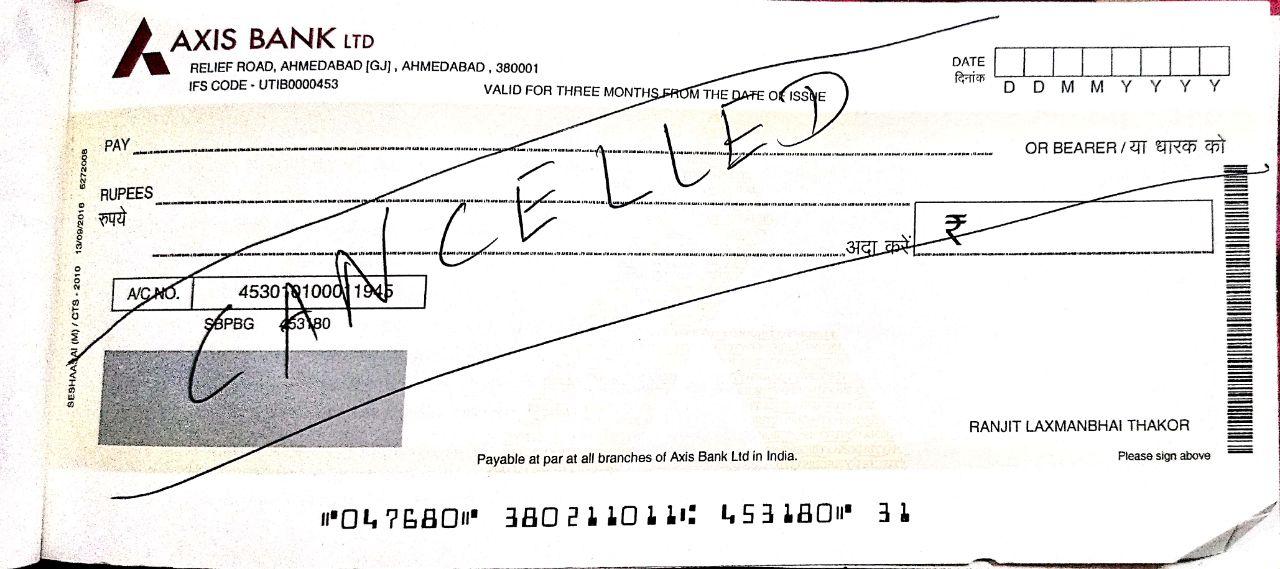 AXIS BANK LTD
RELIEF ROAD, AHMEDABAD [GJ] , AHMEDABAD , 380001
IFS CODE - UTIB0000453
VALID FOR THREE MONTHS FROM THE DATE OF ISSUE
DATE
दिनांक
D D M M Y Y Y Y
PAY
OR BEARER / या धारक को
RUPEES
रुपये
अदा करें
₹
CANCELLED
A/C NO. 453010100011945
SBPBG 453180
SESHAASAI (M) / CTS - 2010 13/09/2016 5272008
RANJIT LAXMANBHAI THAKOR
Please sign above
Payable at par at all branches of Axis Bank Ltd in India.
⑈047680⑈ 380211011⑆ 453180⑈ 31